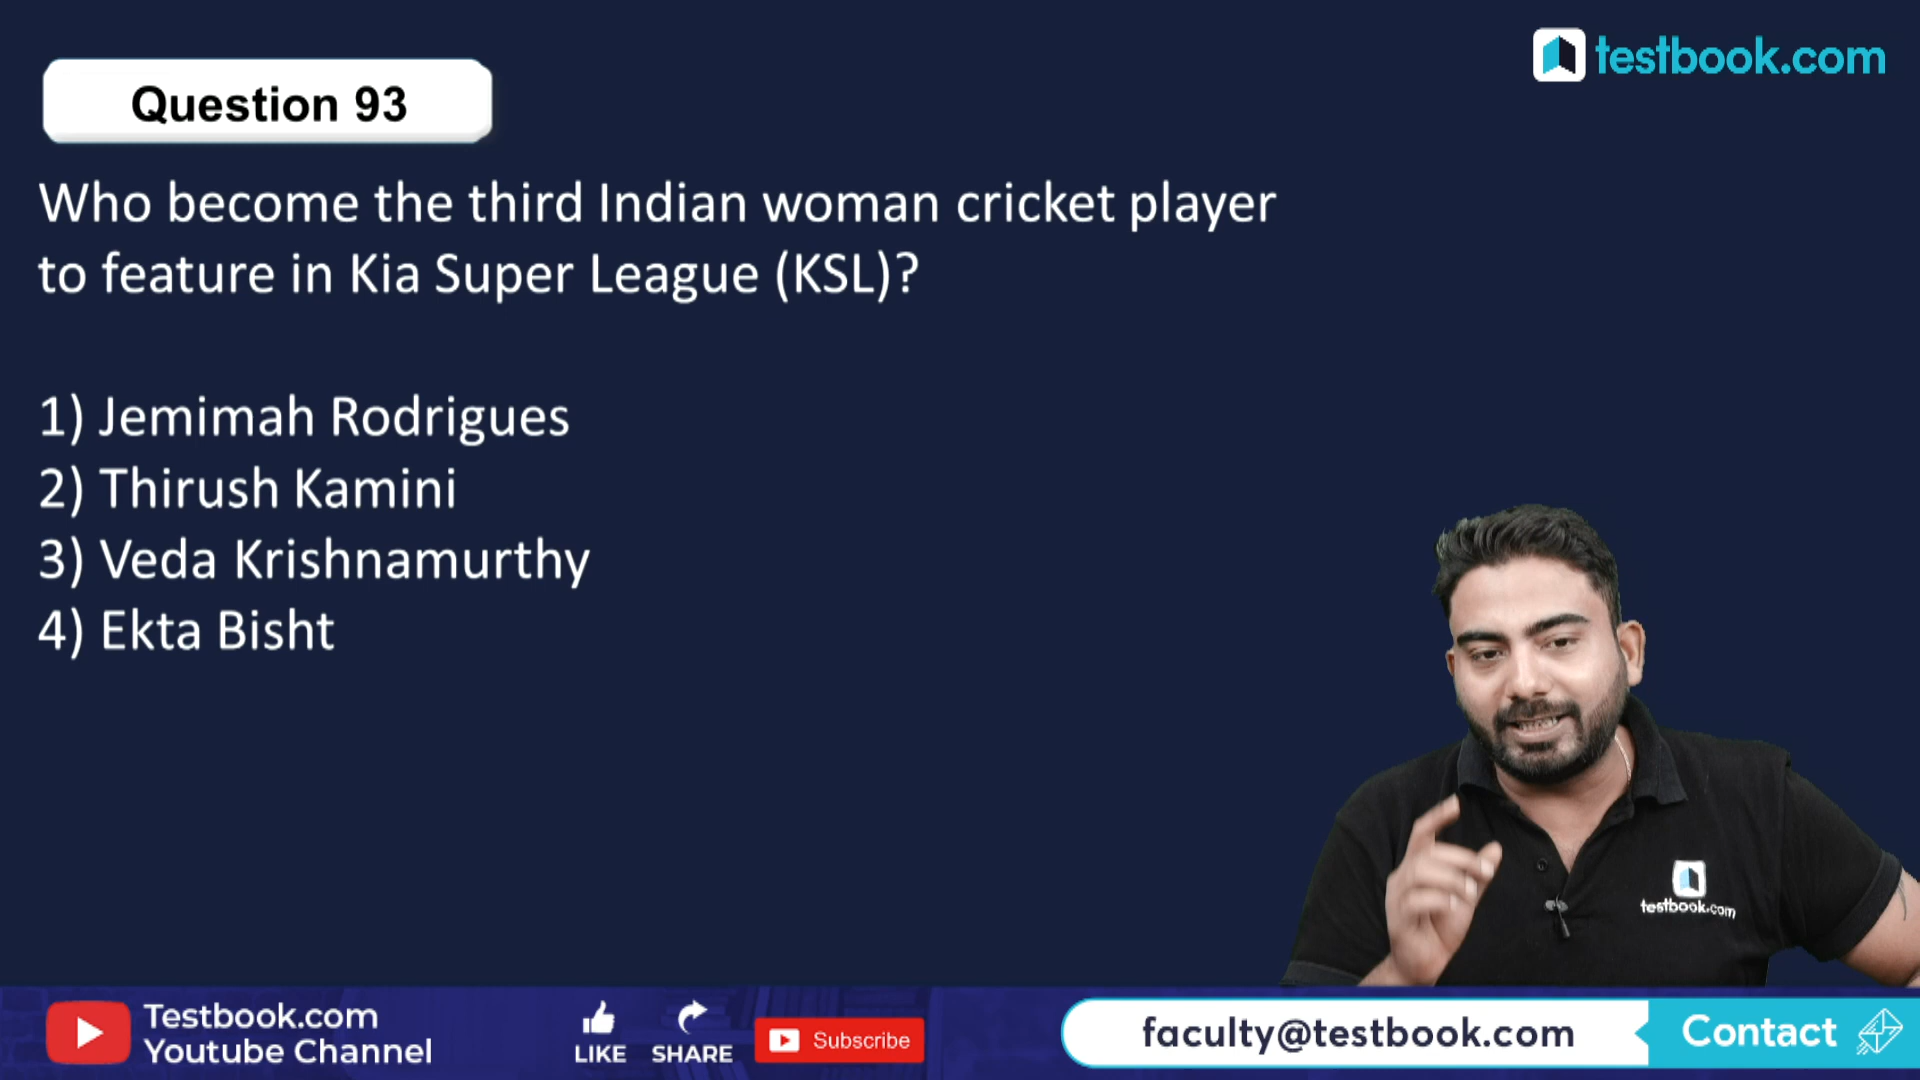 testbook.com
Question 93
Who become the third Indian woman cricket player
to feature in Kia Super League (KSL)?
1) Jemimah Rodrigues
2) Thirush Kamini
3) Veda Krishnamurthy
4) Ekta Bisht
testbook.com
Testbook.com
Youtube Channel
LIKE
SHARE
Subscribe
faculty@testbook.com
Contact